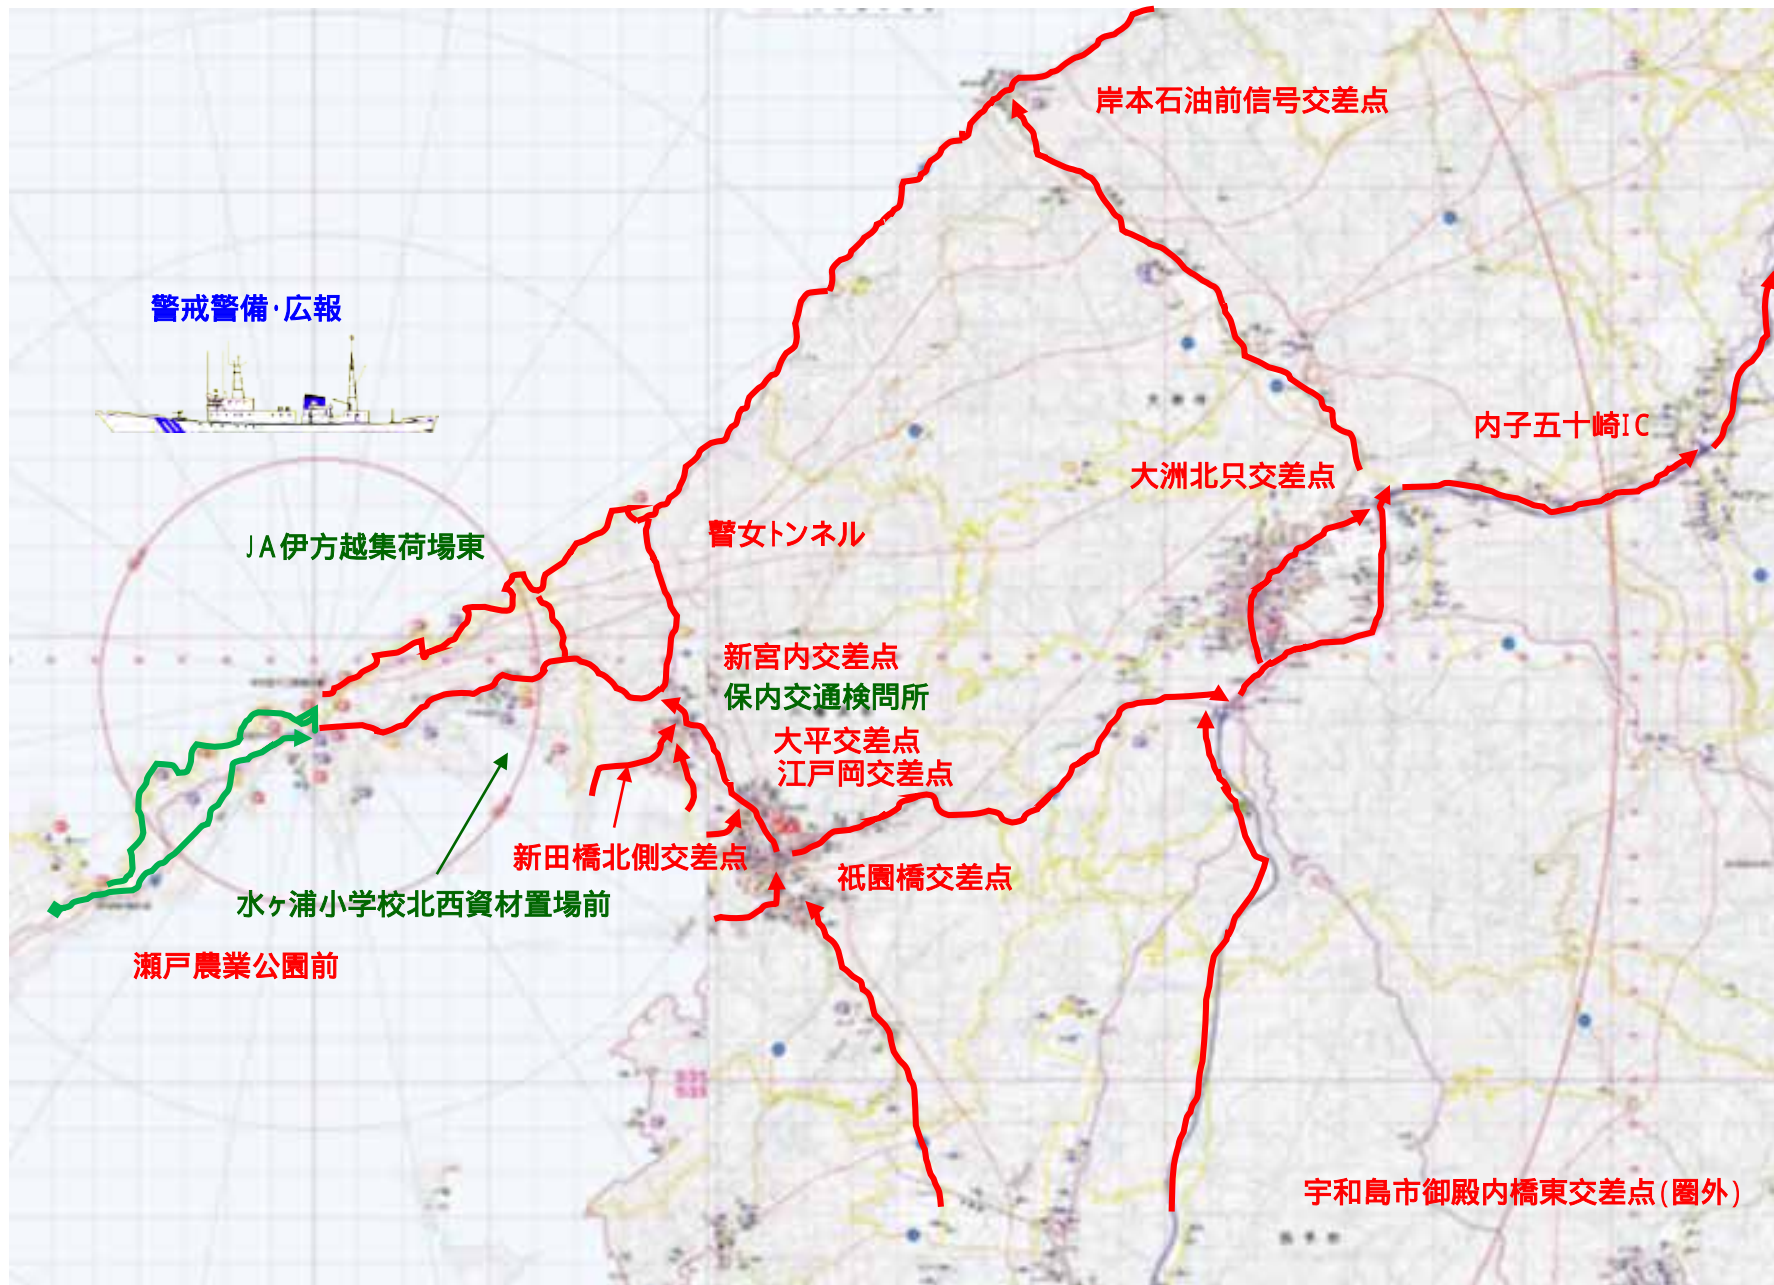 岸本石油前信号交差点
警戒警備･広報
内子五十崎IC
大洲北只交差点
瞽女トンネル
JA伊方越集荷場東
新宮内交差点
保内交通検問所
大平交差点
江戸岡交差点
新田橋北側交差点
祇園橋交差点
水ヶ浦小学校北西資材置場前
瀬戸農業公園前
宇和島市御殿内橋東交差点(圏外)